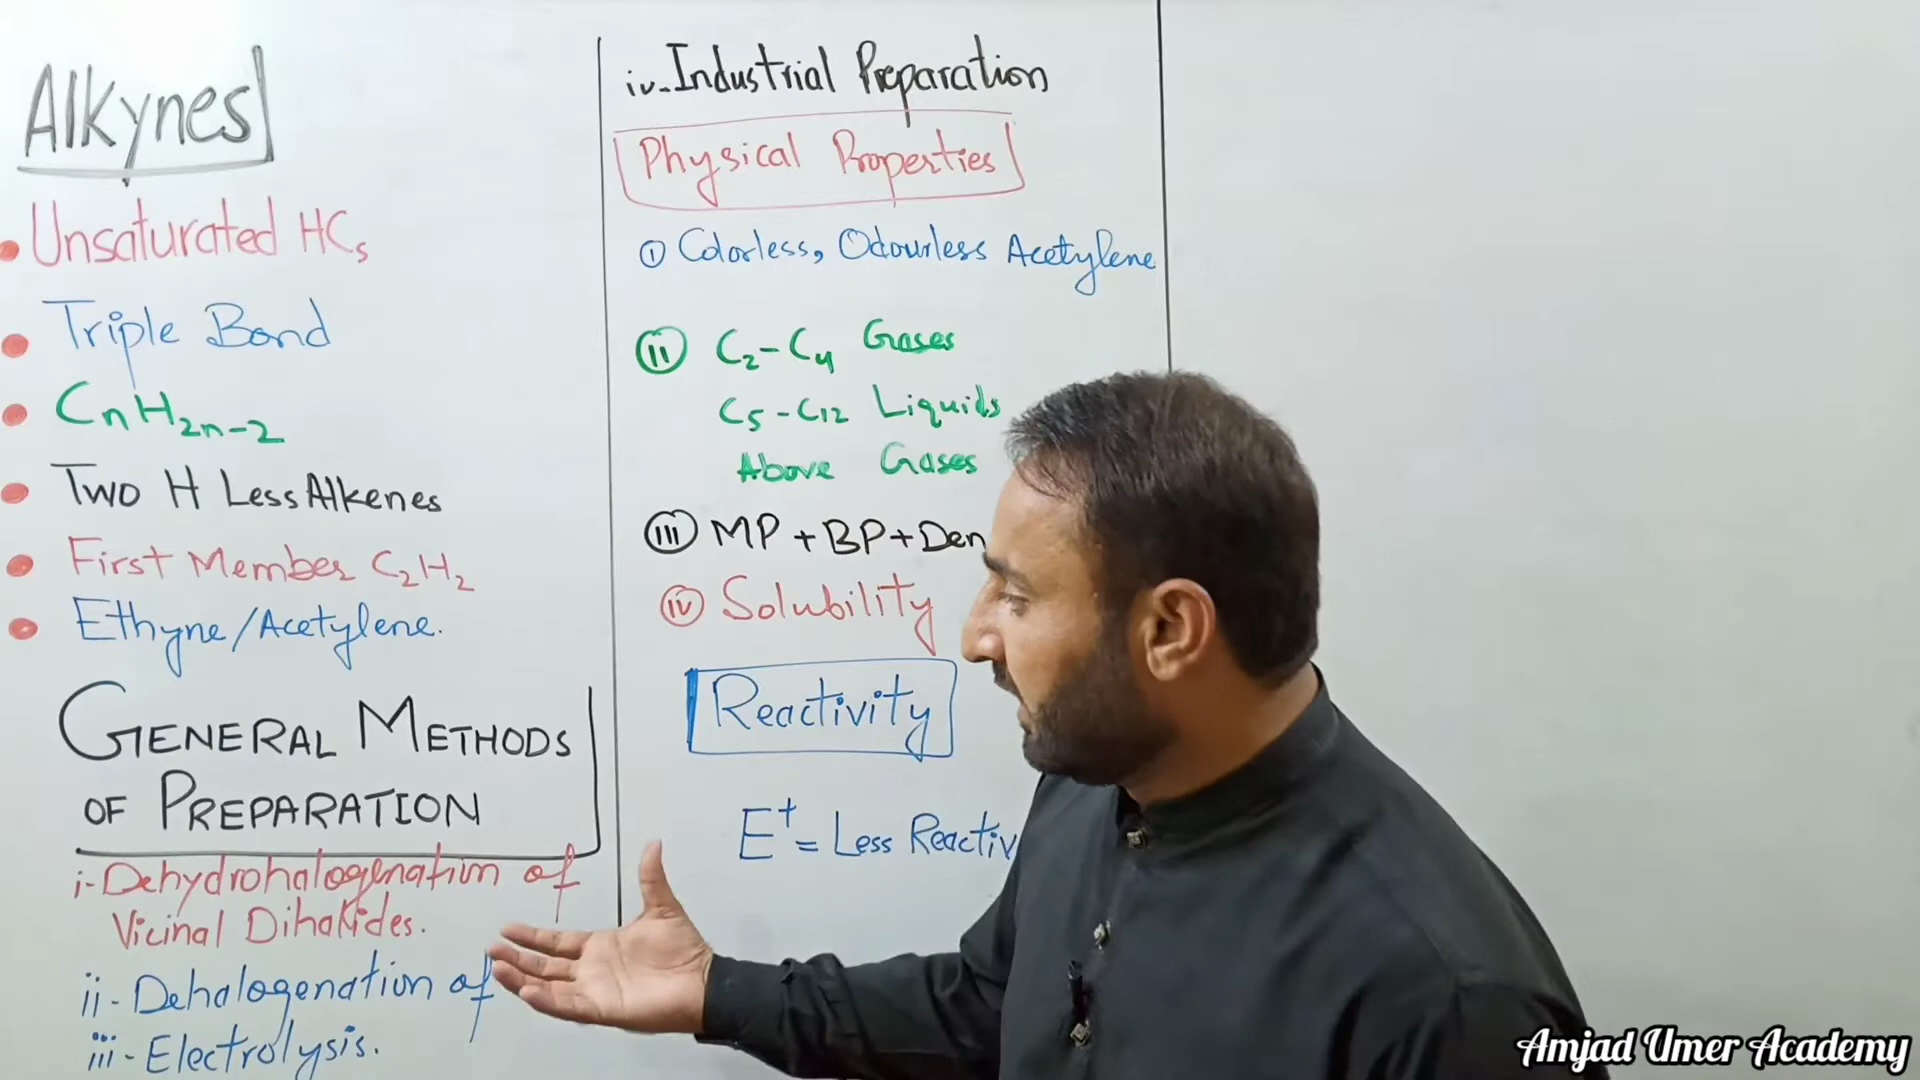 Alkynes
Unsaturated HCs
Triple Bond
CnH2n-2
Two H Less Alkenes
First Member C2H2
Ethyne/Acetylene.
GENERAL METHODS
OF PREPARATION
i- Dehydrohalogenation of
Vicinal Dihalides.
ii- Dehalogenation of
iii- Electrolysis.
iv- Industrial Preparation
Physical Properties
i Colorless, Odourless Acetylene
ii C2-C4 Gases
C5-C12 Liquids
Above Gases
iii MP + BP + Den
iv Solubility
Reactivity
E+ = Less Reactiv
Amjad Umer Academy